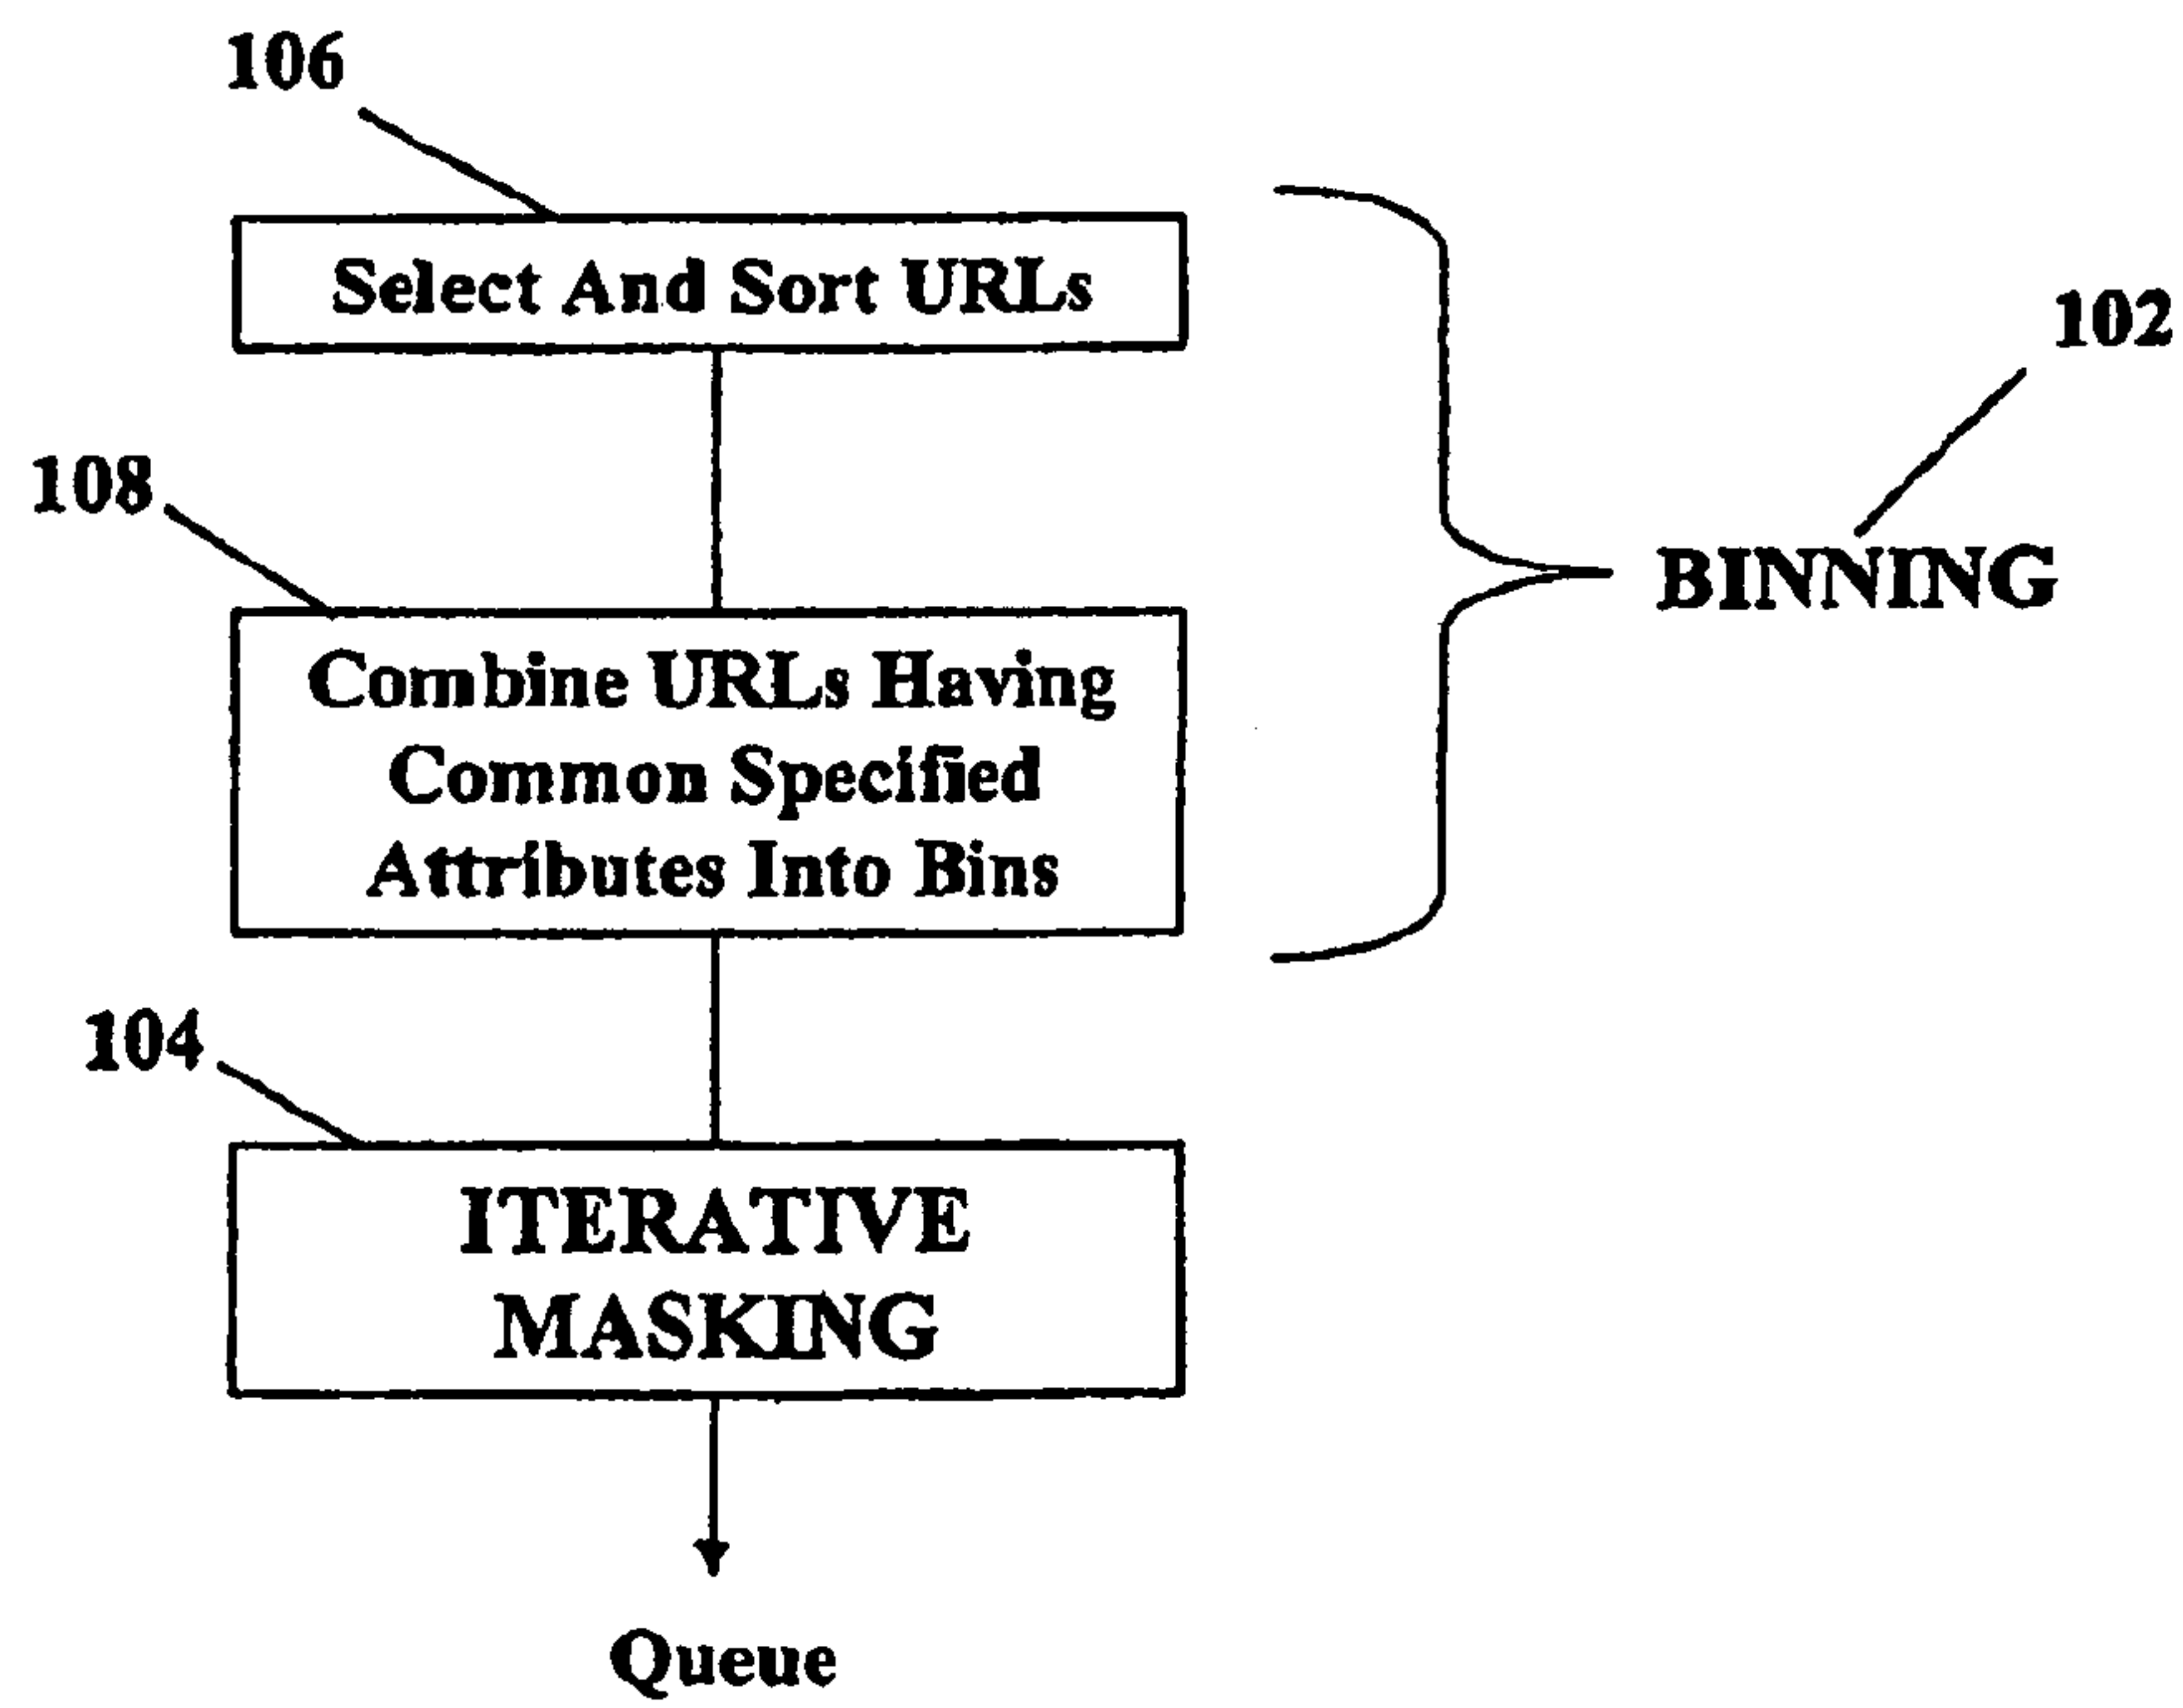 106
Select And Sort URLs
102
108
BINNING
Combine URLs Having
Common Specified
Attributes Into Bins
104
ITERATIVE
MASKING
Queue